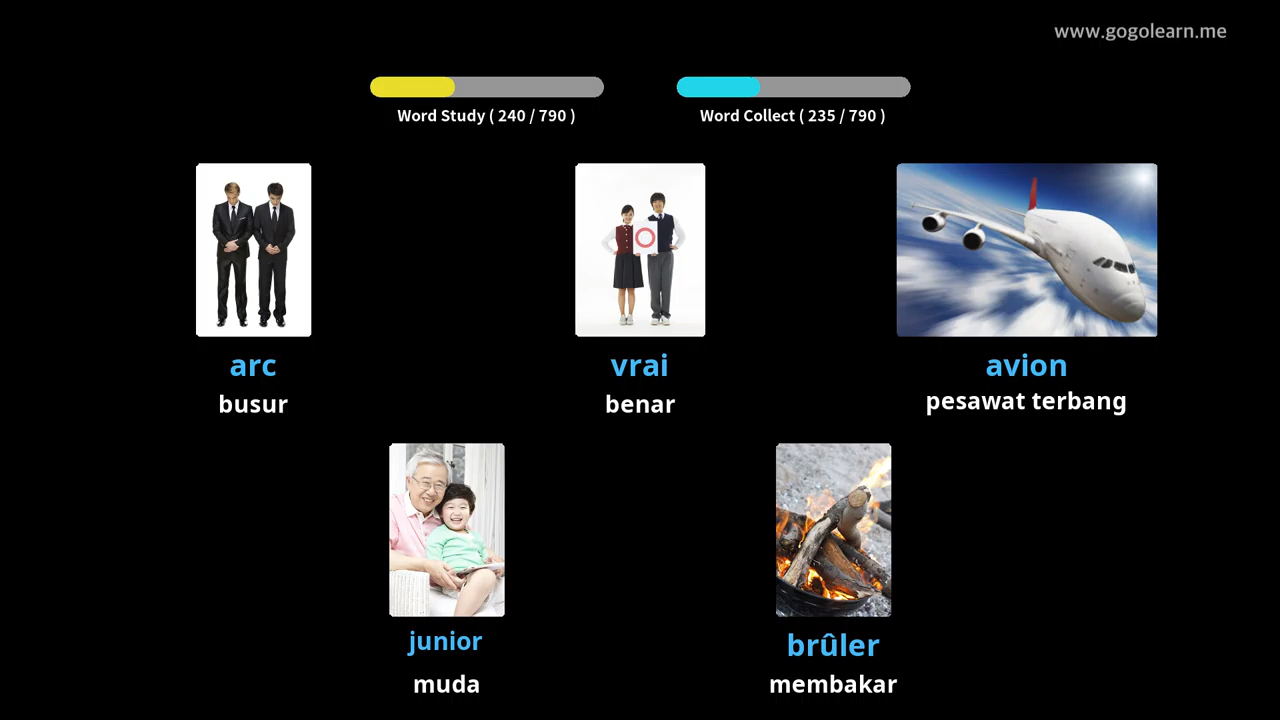 www.gogolearn.me
Word Study ( 240 / 790 )
Word Collect ( 235 / 790 )
arc
busur
vrai
benar
avion
pesawat terbang
junior
muda
brûler
membakar